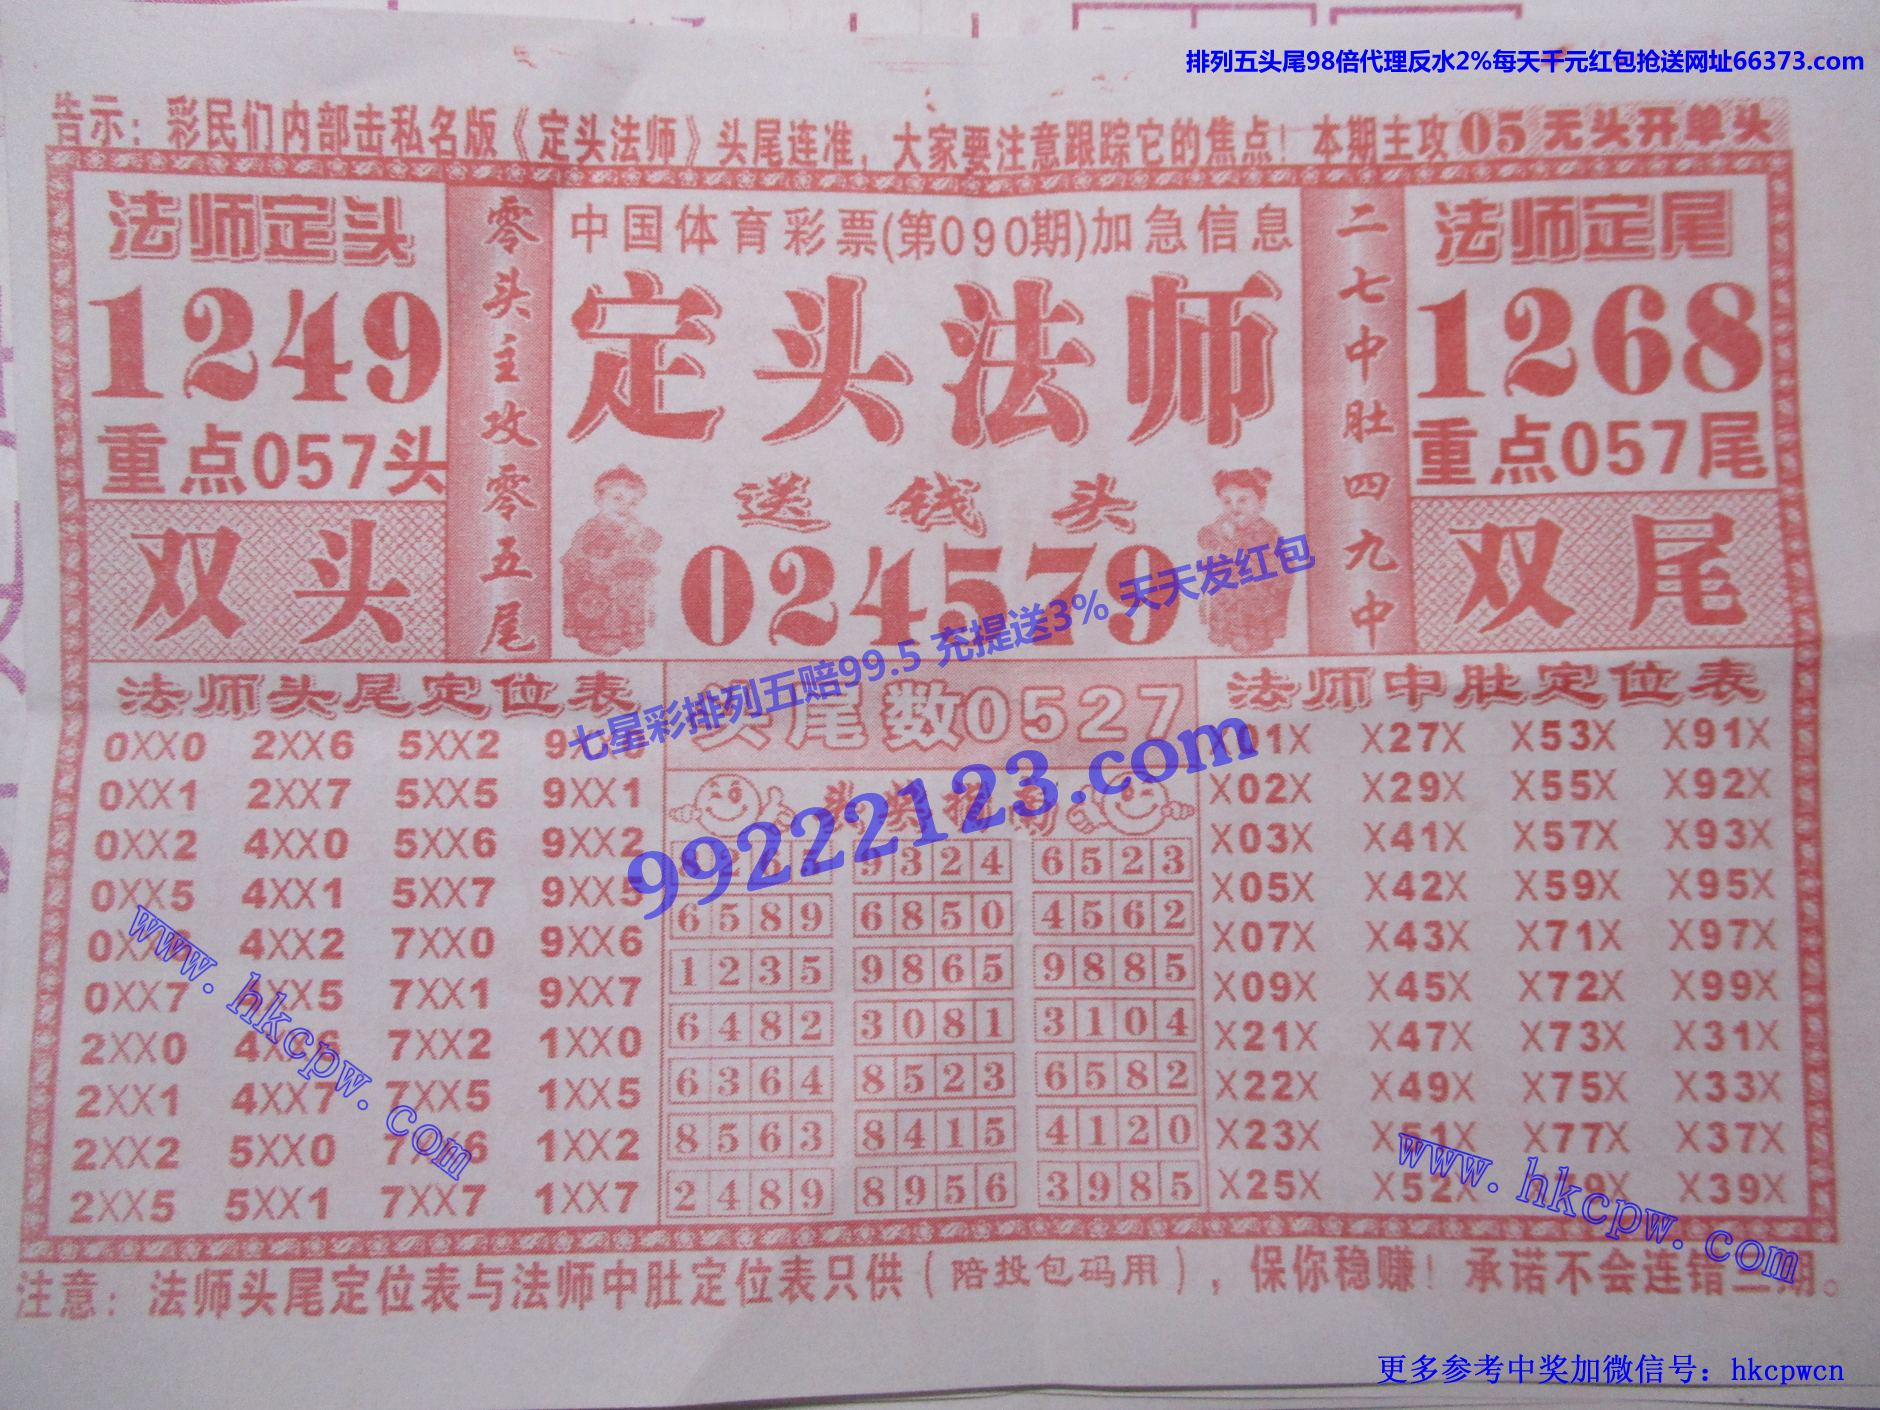 排列五头尾98倍代理反水2%每天千元红包抢送网址66373.com
告示：彩民们内部击私名版《定头法师》头尾连准，大家要注意跟踪它的焦点！本期主攻05无头开单头
法师定头
1249
重点057头
双头
零头主攻零五尾
中国体育彩票(第090期)加急信息
定头法师
送钱头
024579
二七中肚四九中
法师定尾
1268
重点057尾
双尾
七星彩排列五赔99.5 充提送3% 天天发红包
99222123.com
法师头尾定位表
0XX0 2XX6 5XX2
0XX1 2XX7 5XX5 9XX1
0XX2 4XX0 5XX6 9XX2
0XX5 4XX1 5XX7 9XX5
0XX6 4XX2 7XX0 9XX6
0XX7 4XX5 7XX1 9XX7
2XX0 4XX6 7XX2 1XX0
2XX1 4XX7 7XX5 1XX5
2XX2 5XX0 7XX6 1XX2
2XX5 5XX1 7XX7 1XX7
头尾数0527
9324 6523
6589 6850 4562
1235 9865 9885
6482 3081 3104
6364 8523 6582
8563 8415 4120
2489 8956 3985
法师中肚定位表
X01X X27X X53X X91X
X02X X29X X55X X92X
X03X X41X X57X X93X
X05X X42X X59X X95X
X07X X43X X71X X97X
X09X X45X X72X X99X
X21X X47X X73X X31X
X22X X49X X75X X33X
X23X X51X X77X X37X
X25X X52X X39X
www.hkcpw.com
www.hkcpw.com
注意：法师头尾定位表与法师中肚定位表只供（陪投包码用），保你稳赚！承诺不会连错三期。
更多参考中奖加微信号：hkcpwcn